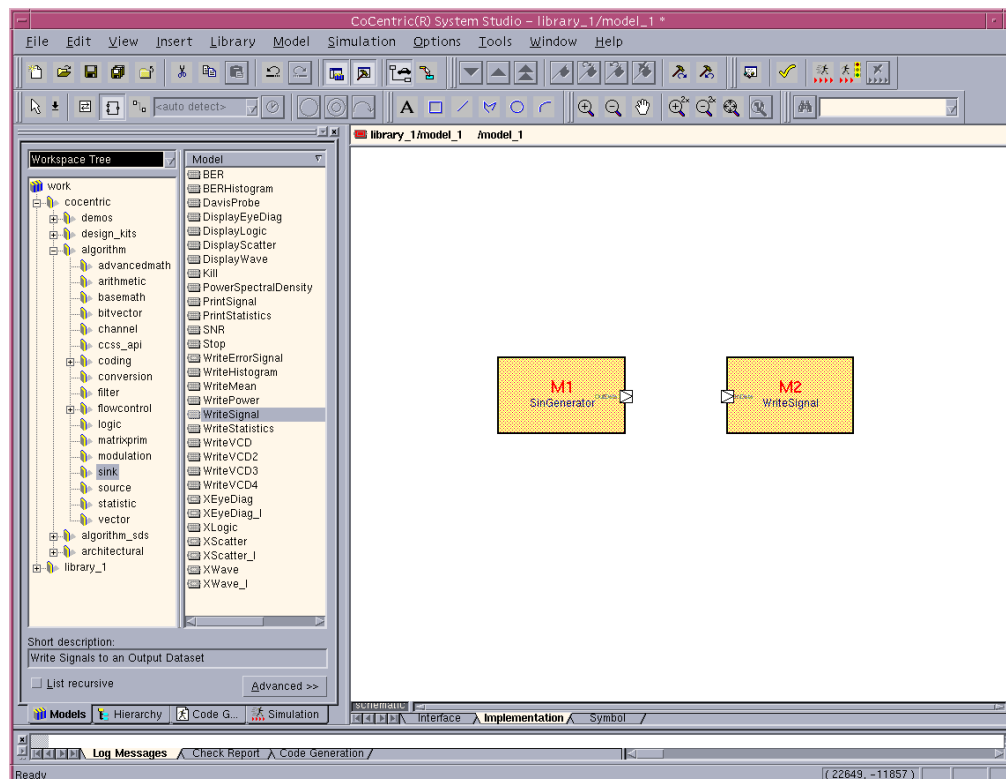 CoCentric(R) System Studio – library_1/model_1 *
File Edit View Insert Library Model Simulation Options Tools Window Help
<auto detect>
A
2x 2x
library_1/model_1 /model_1
Workspace Tree
work
cocentric
demos
design_kits
algorithm
advancedmath
arithmetic
basemath
bitvector
channel
ccss_api
coding
conversion
filter
flowcontrol
logic
matrixprim
modulation
sink
source
statistic
vector
algorithm_sds
architectural
library_1
Model
BER
BERHistogram
DavisProbe
DisplayEyeDiag
DisplayLogic
DisplayScatter
DisplayWave
Kill
PowerSpectralDensity
PrintSignal
PrintStatistics
SNR
Stop
WriteErrorSignal
WriteHistogram
WriteMean
WritePower
WriteSignal
WriteStatistics
WriteVCD
WriteVCD2
WriteVCD3
WriteVCD4
XEyeDiag
XEyeDiag_I
XLogic
XScatter
XScatter_I
XWave
XWave_I
M1
SinGenerator
M2
WriteSignal
Short description:
Write Signals to an Output Dataset
List recursive
Advanced >>
Models Hierarchy Code G... Simulation
schematic
Interface Implementation Symbol
Log Messages Check Report Code Generation
Ready
(22649, -11857)